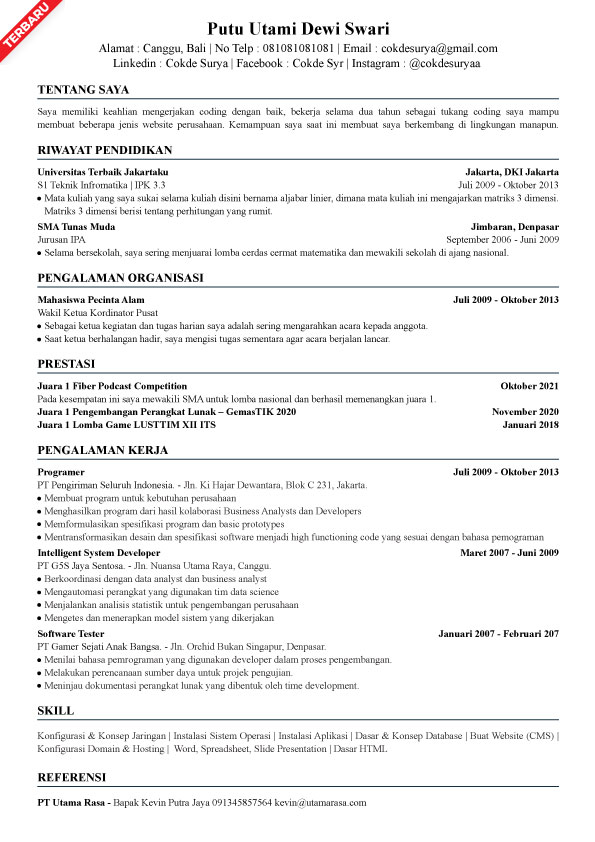 TERBARU
Putu Utami Dewi Swari
Alamat : Canggu, Bali | No Telp : 081081081081 | Email : cokdesurya@gmail.com
Linkedin : Cokde Surya | Facebook : Cokde Syr | Instagram : @cokdesuryaa
TENTANG SAYA
Saya memiliki keahlian mengerjakan coding dengan baik, bekerja selama dua tahun sebagai tukang coding saya mampu
membuat beberapa jenis website perusahaan. Kemampuan saya saat ini membuat saya berkembang di lingkungan manapun.
RIWAYAT PENDIDIKAN
Universitas Terbaik Jakartaku Jakarta, DKI Jakarta
S1 Teknik Infromatika | IPK 3.3 Juli 2009 - Oktober 2013
• Mata kuliah yang saya sukai selama kuliah disini bernama aljabar linier, dimana mata kuliah ini mengajarkan matriks 3 dimensi.
Matriks 3 dimensi berisi tentang perhitungan yang rumit.
SMA Tunas Muda Jimbaran, Denpasar
Jurusan IPA September 2006 - Juni 2009
• Selama bersekolah, saya sering menjuarai lomba cerdas cermat matematika dan mewakili sekolah di ajang nasional.
PENGALAMAN ORGANISASI
Mahasiswa Pecinta Alam Juli 2009 - Oktober 2013
Wakil Ketua Kordinator Pusat
• Sebagai ketua kegiatan dan tugas harian saya adalah sering mengarahkan acara kepada anggota.
• Saat ketua berhalangan hadir, saya mengisi tugas sementara agar acara berjalan lancar.
PRESTASI
Juara 1 Fiber Podcast Competition Oktober 2021
Pada kesempatan ini saya mewakili SMA untuk lomba nasional dan berhasil memenangkan juara 1.
Juara 1 Pengembangan Perangkat Lunak – GemasTIK 2020 November 2020
Juara 1 Lomba Game LUSTTIM XII ITS Januari 2018
PENGALAMAN KERJA
Programer Juli 2009 - Oktober 2013
PT Pengiriman Seluruh Indonesia. - Jln. Ki Hajar Dewantara, Blok C 231, Jakarta.
• Membuat program untuk kebutuhan perusahaan
• Menghasilkan program dari hasil kolaborasi Business Analysts dan Developers
• Memformulasikan spesifikasi program dan basic prototypes
• Mentransformasikan desain dan spesifikasi software menjadi high functioning code yang sesuai dengan bahasa pemograman
Intelligent System Developer Maret 2007 - Juni 2009
PT G5S Jaya Sentosa. - Jln. Nuansa Utama Raya, Canggu.
• Berkoordinasi dengan data analyst dan business analyst
• Mengautomasi perangkat yang digunakan tim data science
• Menjalankan analisis statistik untuk pengembangan perusahaan
• Mengetes dan menerapkan model sistem yang dikerjakan
Software Tester Januari 2007 - Februari 207
PT Gamer Sejati Anak Bangsa. - Jln. Orchid Bukan Singapur, Denpasar.
• Menilai bahasa pemrograman yang digunakan developer dalam proses pengembangan.
• Melakukan perencanaan sumber daya untuk projek pengujian.
• Meninjau dokumentasi perangkat lunak yang dibentuk oleh time development.
SKILL
Konfigurasi & Konsep Jaringan | Instalasi Sistem Operasi | Instalasi Aplikasi | Dasar & Konsep Database | Buat Website (CMS) |
Konfigurasi Domain & Hosting | Word, Spreadsheet, Slide Presentation | Dasar HTML
REFERENSI
PT Utama Rasa - Bapak Kevin Putra Jaya 091345857564 kevin@utamarasa.com